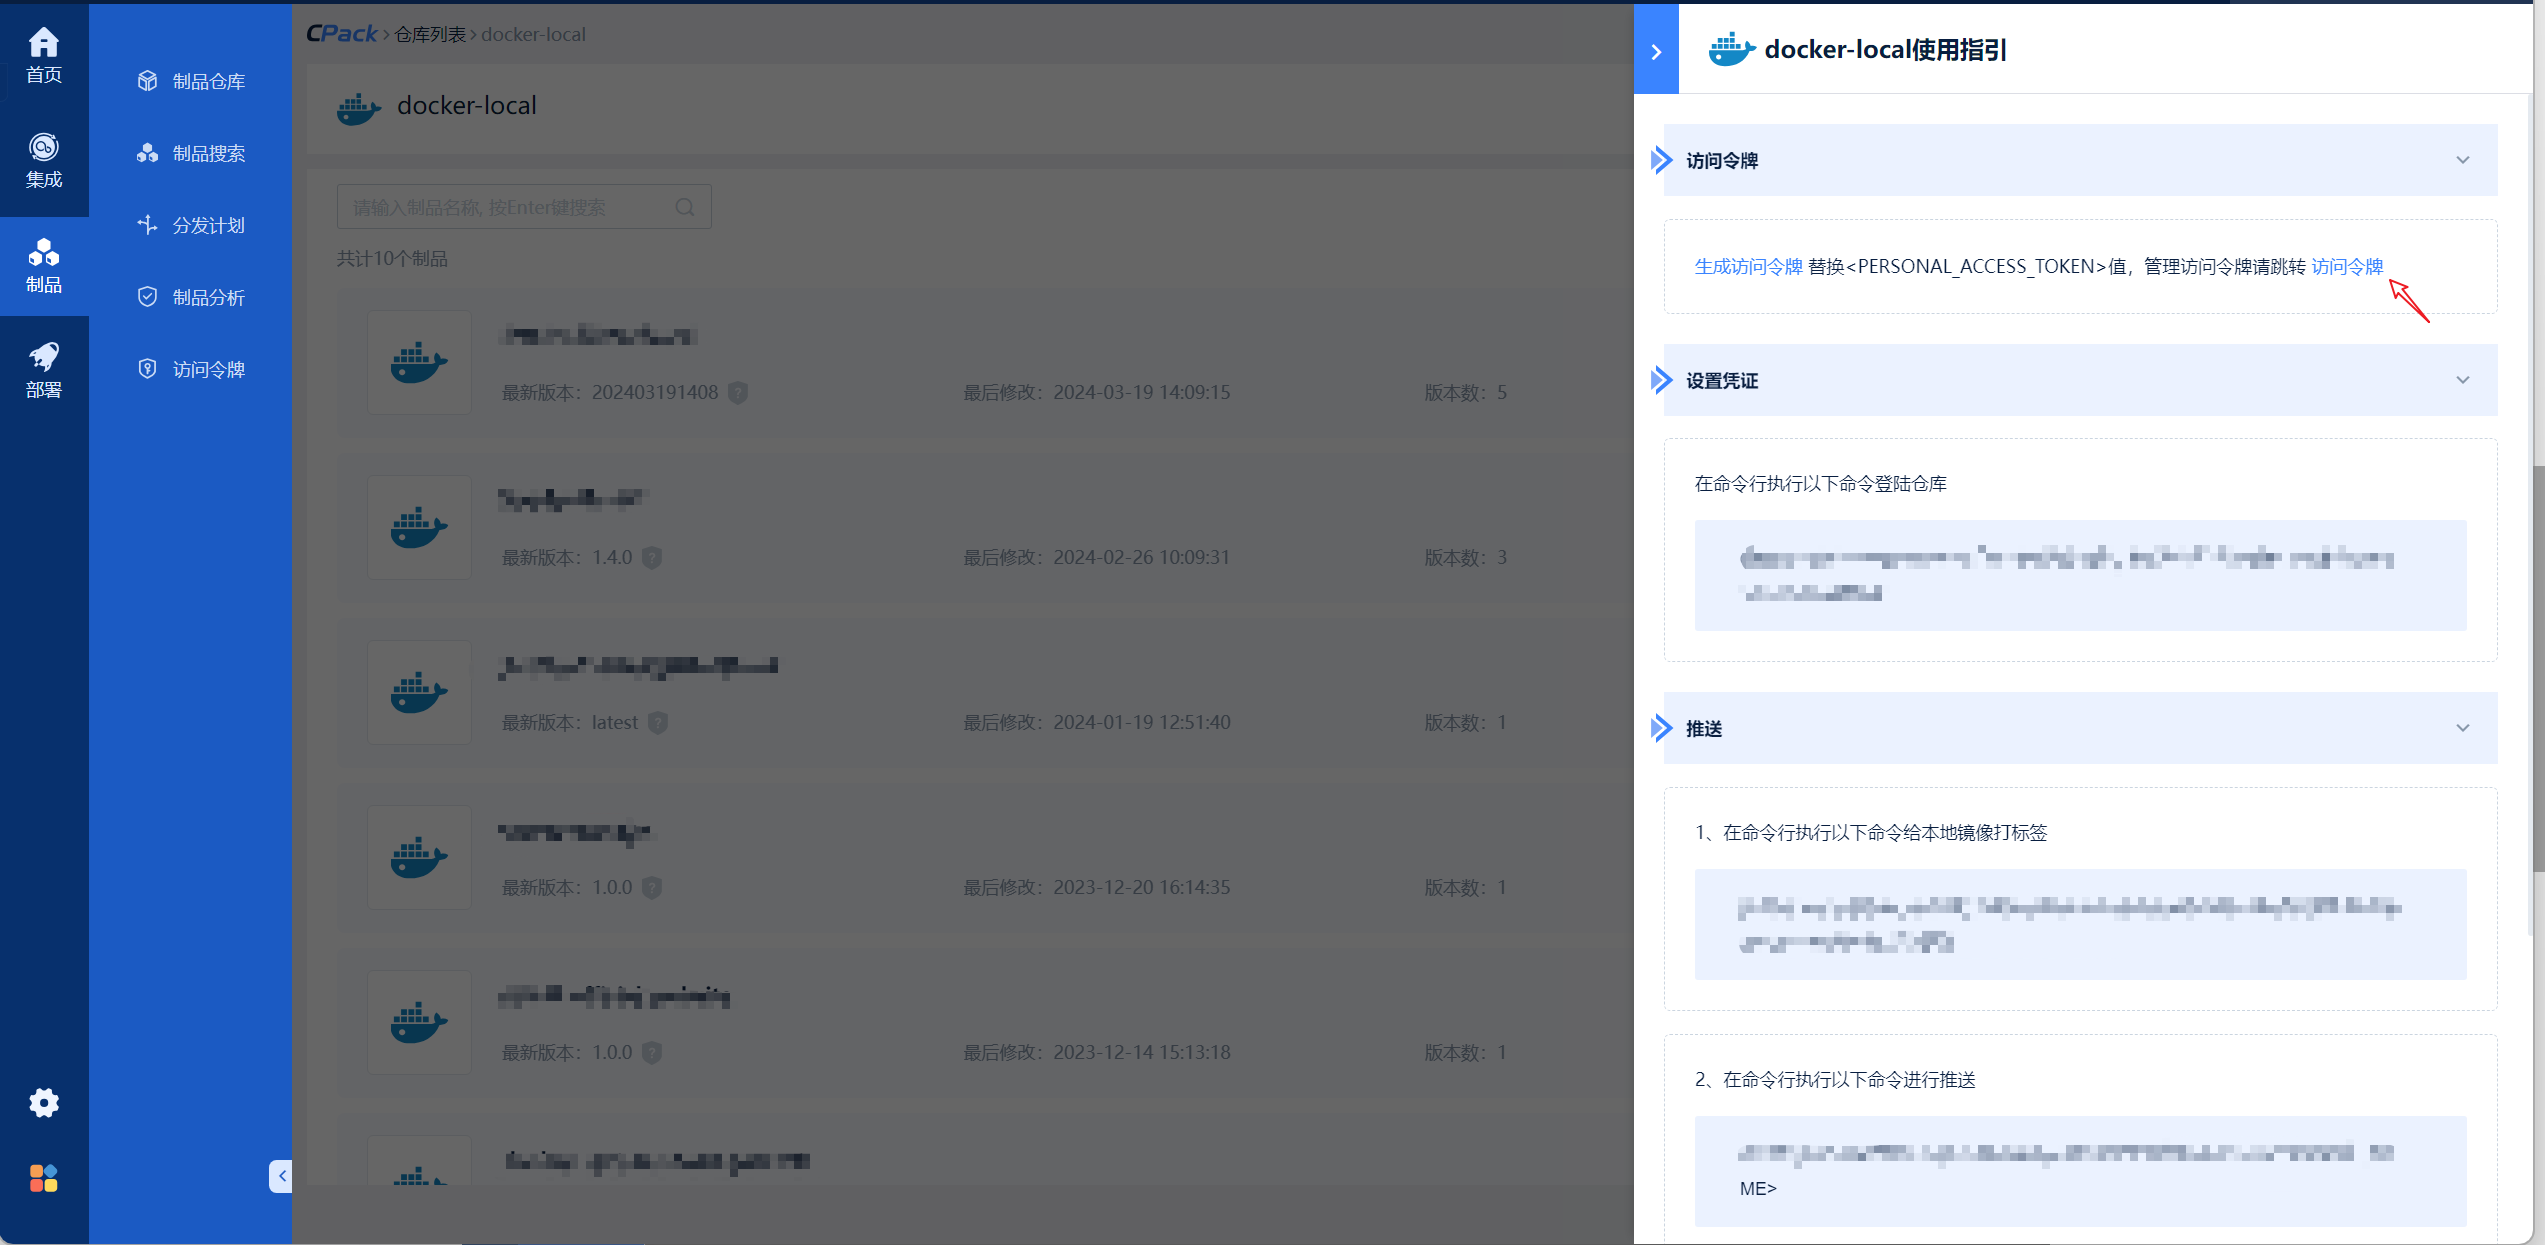 首页
集成
制品
部署
制品仓库
制品搜索
分发计划
制品分析
访问令牌
CPack > 仓库列表 > docker-local
docker-local
请输入制品名称, 按Enter键搜索
共计10个制品
最新版本：202403191408 最后修改：2024-03-19 14:09:15 版本数：5
最新版本：1.4.0 最后修改：2024-02-26 10:09:31 版本数：3
最新版本：latest 最后修改：2024-01-19 12:51:40 版本数：1
最新版本：1.0.0 最后修改：2023-12-20 16:14:35 版本数：1
最新版本：1.0.0 最后修改：2023-12-14 15:13:18 版本数：1
docker-local使用指引
访问令牌
生成访问令牌 替换<PERSONAL_ACCESS_TOKEN>值，管理访问令牌请跳转 访问令牌
设置凭证
在命令行执行以下命令登陆仓库
推送
1、在命令行执行以下命令给本地镜像打标签
2、在命令行执行以下命令进行推送
ME>